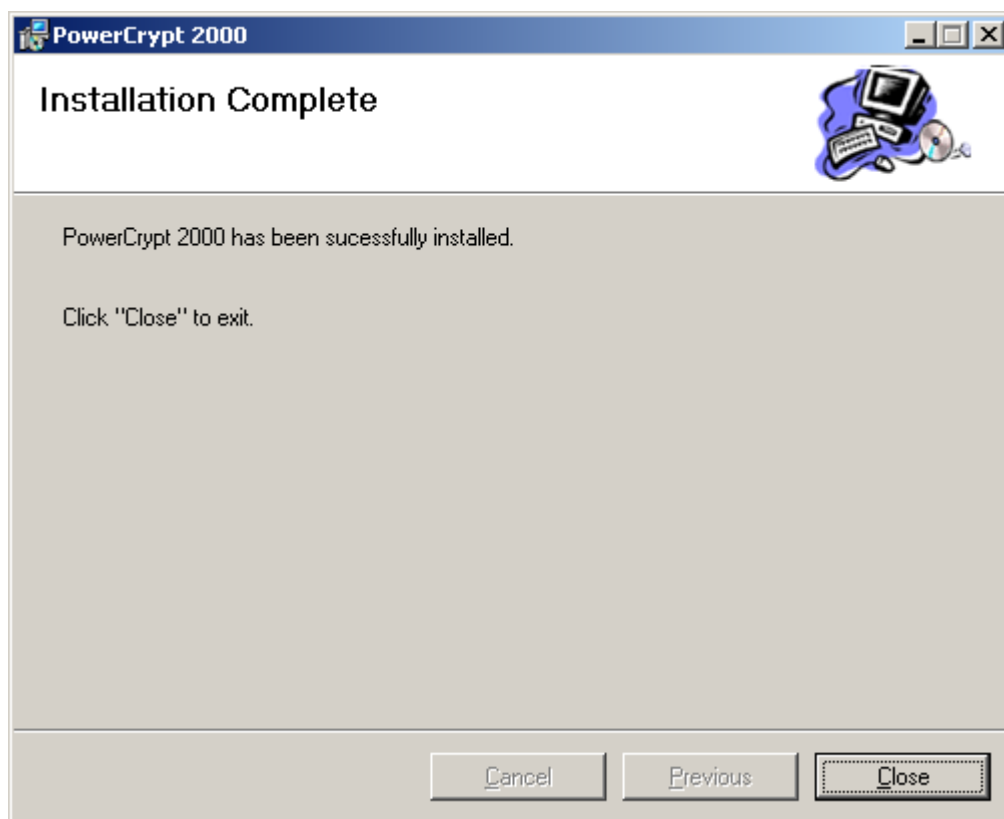 PowerCrypt 2000
Installation Complete
PowerCrypt 2000 has been sucessfully installed.
Click "Close" to exit.
Cancel
Previous
Close